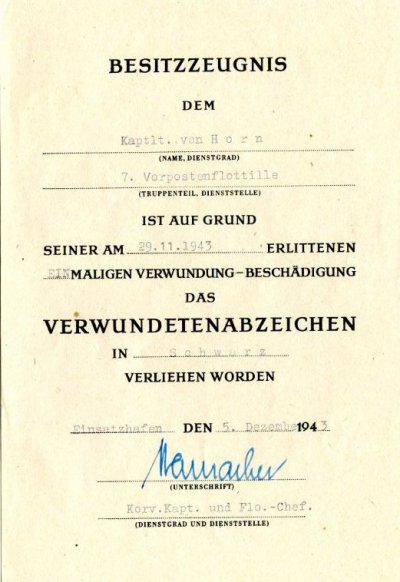 BESITZZEUGNIS
DEM
Kaptlt. von Horn
(NAME, DIENSTGRAD)
7. Vorpostenflottille
(TRUPPENTEIL, DIENSTSTELLE)
IST AUF GRUND
SEINER AM 29.11.1943 ERLITTENEN
EINMALIGEN VERWUNDUNG–BESCHÄDIGUNG
DAS
VERWUNDETENABZEICHEN
IN Schwarz
VERLIEHEN WORDEN
Einsatzhafen DEN 5. Dezember 1943
(UNTERSCHRIFT)
Korv.Kapt. und Flo.-Chef.
(DIENSTGRAD UND DIENSTSTELLE)